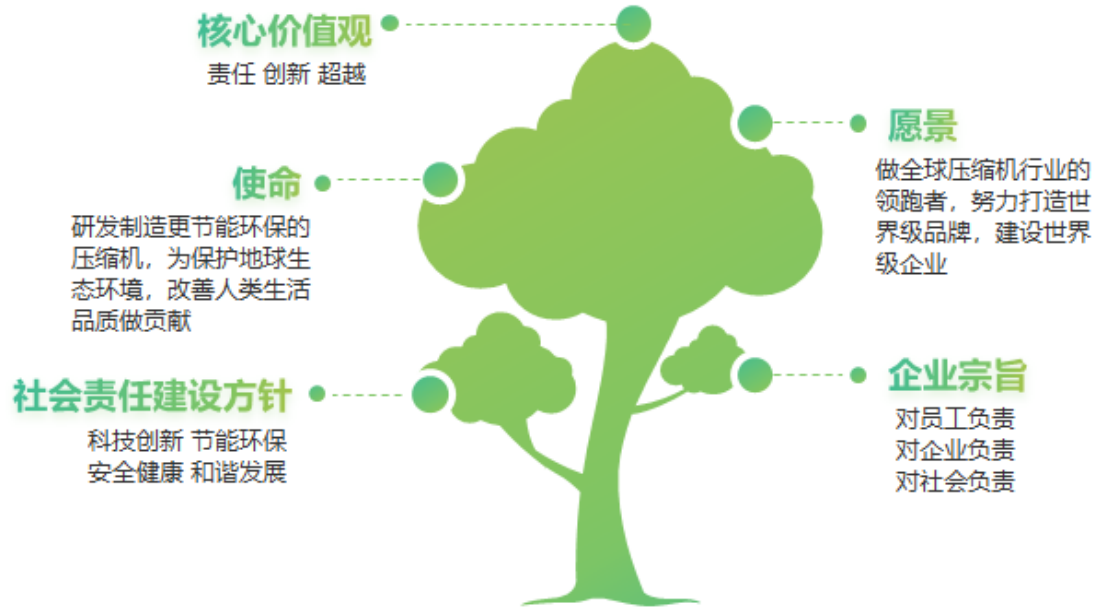 核心价值观
责任 创新 超越
愿景
做全球压缩机行业的
领跑者，努力打造世
界级品牌，建设世界
级企业
使命
研发制造更节能环保的
压缩机，为保护地球生
态环境，改善人类生活
品质做贡献
社会责任建设方针
科技创新 节能环保
安全健康 和谐发展
企业宗旨
对员工负责
对企业负责
对社会负责